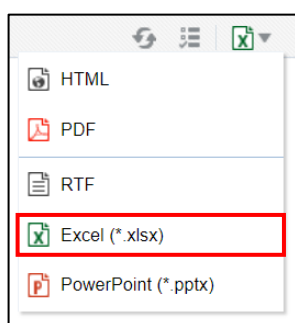 HTML
PDF
RTF
Excel (*.xlsx)
PowerPoint (*.pptx)